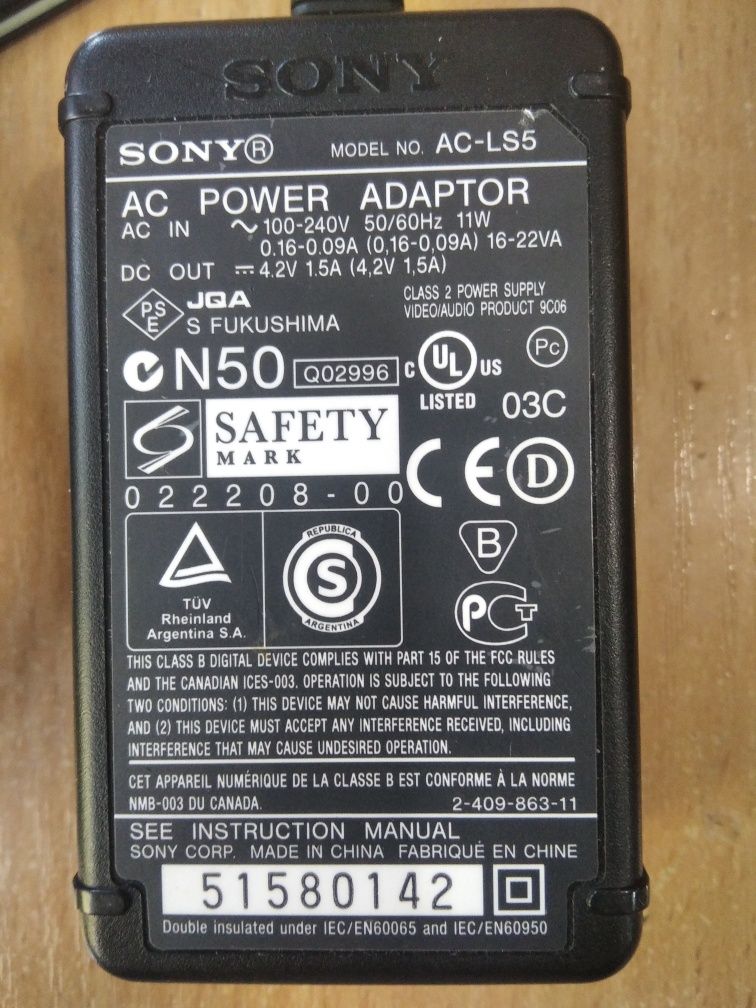 SONY
SONY® MODEL NO. AC-LS5
AC POWER ADAPTOR
AC IN ~100-240V 50/60Hz 11W
0.16-0.09A (0,16-0,09A) 16-22VA
DC OUT ⎓4.2V 1.5A (4,2V 1,5A)
PSE JQA
S FUKUSHIMA
CLASS 2 POWER SUPPLY
VIDEO/AUDIO PRODUCT 9C06
N50 Q02996
C UL US
LISTED
PC
03C
S SAFETY
MARK
022208-00
CE D
TÜV
Rheinland
Argentina S.A.
REPUBLICA
S
ARGENTINA
B
PCT
THIS CLASS B DIGITAL DEVICE COMPLIES WITH PART 15 OF THE FCC RULES
AND THE CANADIAN ICES-003. OPERATION IS SUBJECT TO THE FOLLOWING
TWO CONDITIONS: (1) THIS DEVICE MAY NOT CAUSE HARMFUL INTERFERENCE,
AND (2) THIS DEVICE MUST ACCEPT ANY INTERFERENCE RECEIVED, INCLUDING
INTERFERENCE THAT MAY CAUSE UNDESIRED OPERATION.
CET APPAREIL NUMÉRIQUE DE LA CLASSE B EST CONFORME À LA NORME
NMB-003 DU CANADA. 2-409-863-11
SEE INSTRUCTION MANUAL
SONY CORP. MADE IN CHINA FABRIQUÉ EN CHINE
51580142
Double insulated under IEC/EN60065 and IEC/EN60950